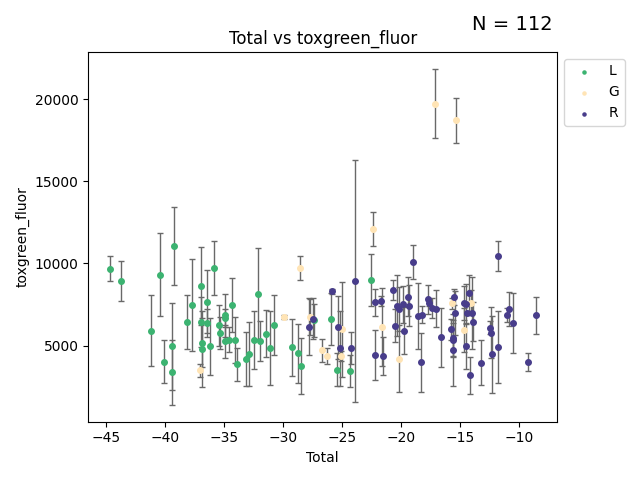 N = 112
Total vs toxgreen_fluor
L
G
R
toxgreen_fluor
20000
15000
10000
5000
−45 −40 −35 −30 −25 −20 −15 −10
Total